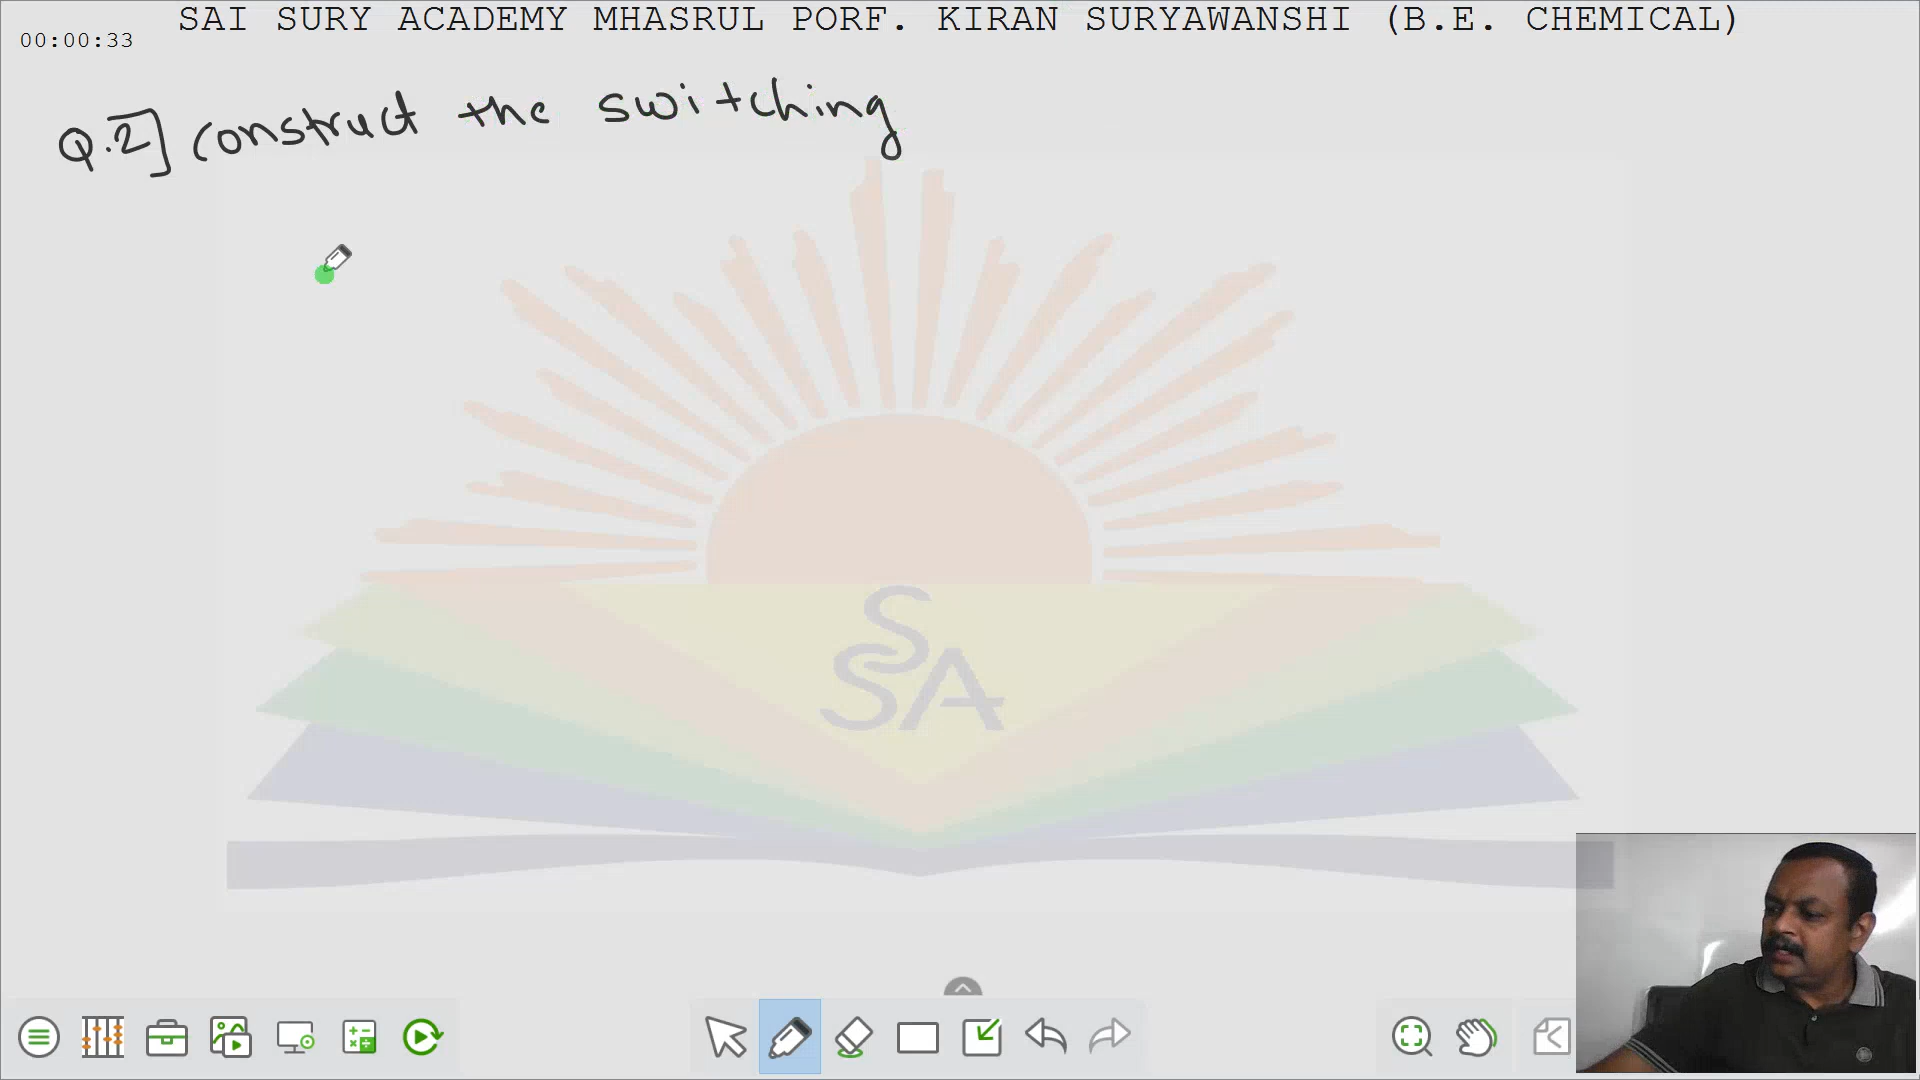 SAI SURY ACADEMY MHASRUL PORF. KIRAN SURYAWANSHI (B.E. CHEMICAL)
00:00:33
Q.2] construct the switching
SSA